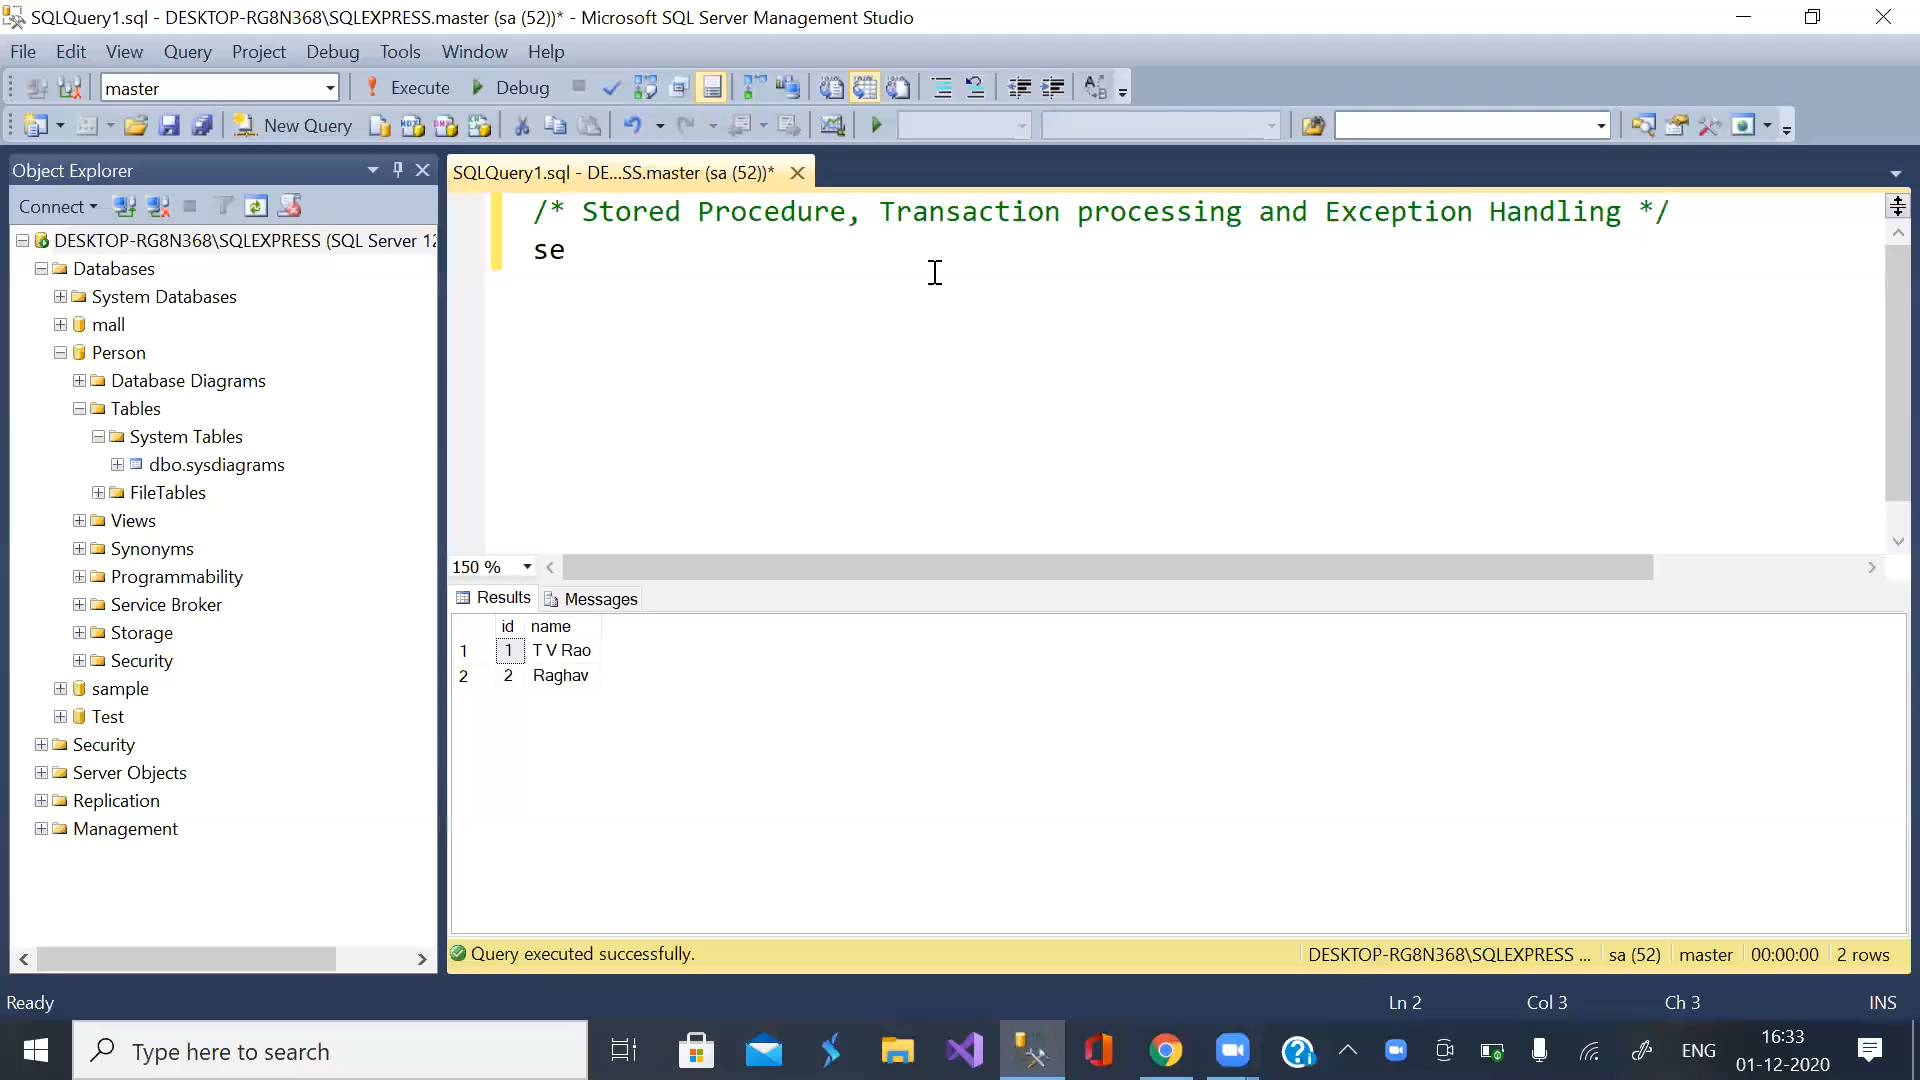 SQLQuery1.sql - DESKTOP-RG8N368\SQLEXPRESS.master (sa (52))* - Microsoft SQL Server Management Studio
File Edit View Query Project Debug Tools Window Help
master Execute Debug
New Query
Object Explorer
SQLQuery1.sql - DE...SS.master (sa (52))*
Connect
/* Stored Procedure, Transaction processing and Exception Handling */
se
DESKTOP-RG8N368\SQLEXPRESS (SQL Server 12
Databases
System Databases
mall
Person
Database Diagrams
Tables
System Tables
dbo.sysdiagrams
FileTables
Views
Synonyms
Programmability
Service Broker
Storage
Security
sample
Test
Security
Server Objects
Replication
Management
150 %
Results Messages
id name
1 1 T V Rao
2 2 Raghav
Query executed successfully. DESKTOP-RG8N368\SQLEXPRESS ... sa (52) master 00:00:00 2 rows
Ready Ln 2 Col 3 Ch 3 INS
Type here to search ENG 16:33
01-12-2020